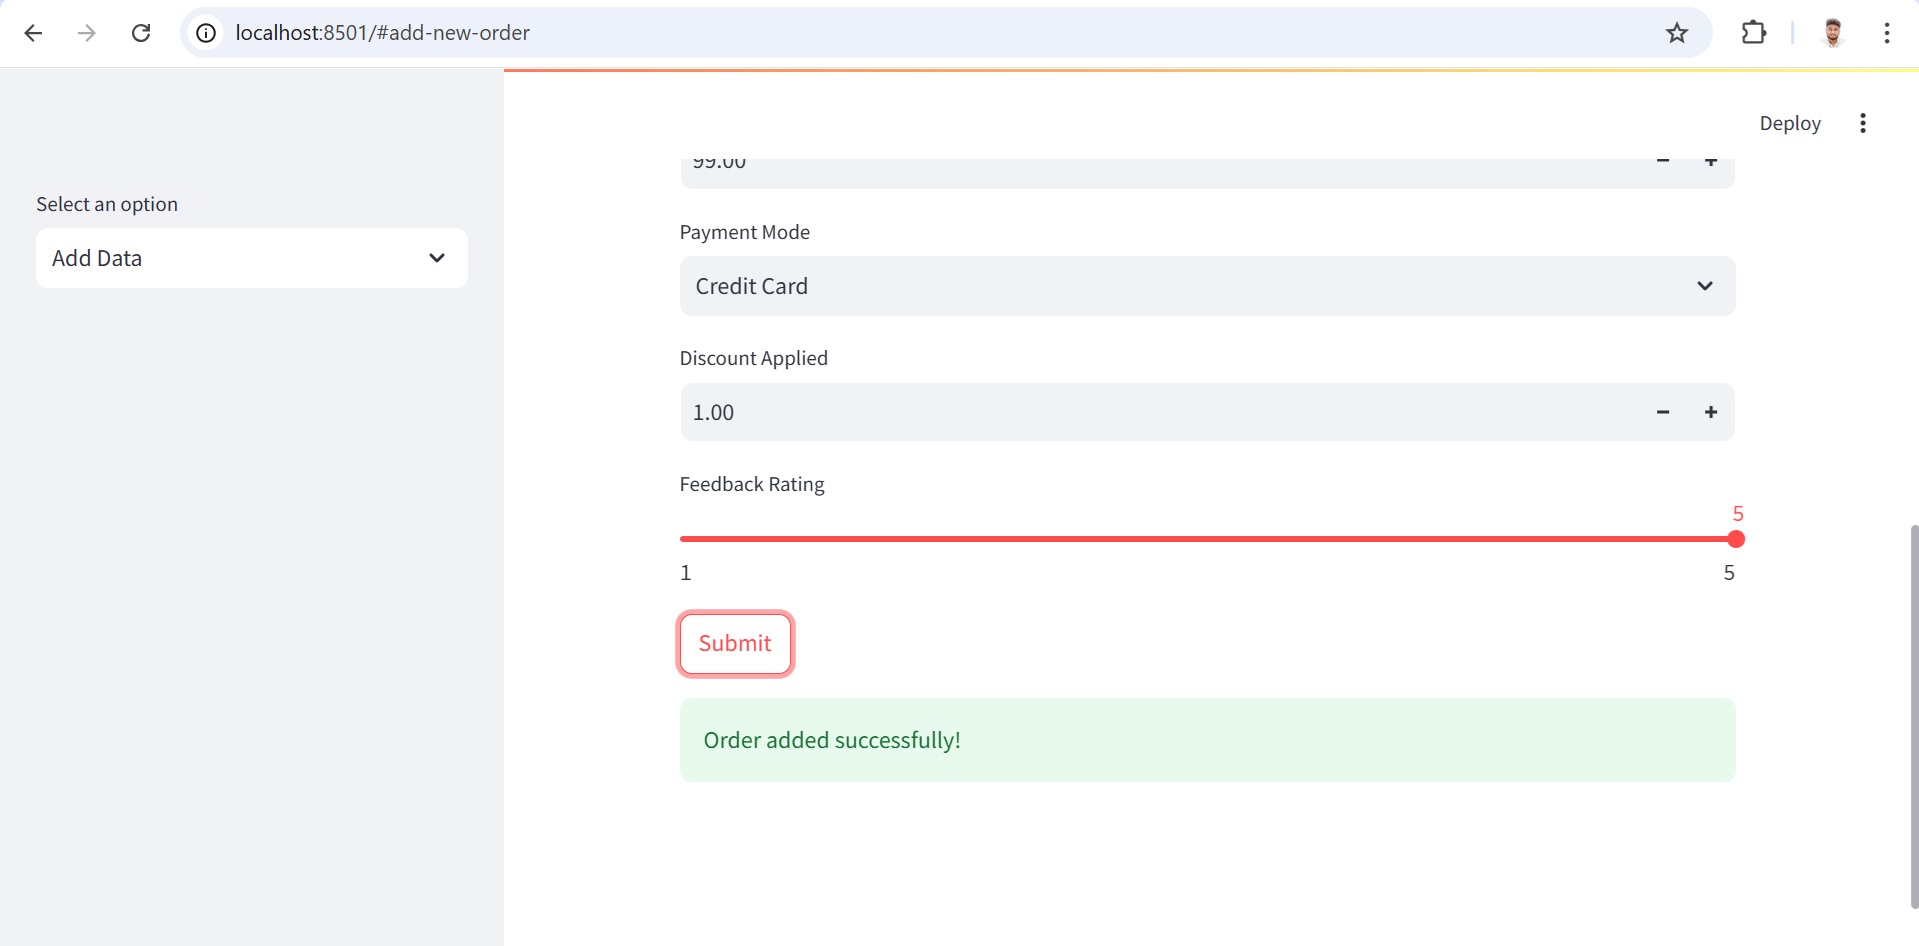 localhost:8501/#add-new-order
Deploy
Select an option
Add Data
99.00
Payment Mode
Credit Card
Discount Applied
1.00
Feedback Rating
5
1
5
Submit
Order added successfully!